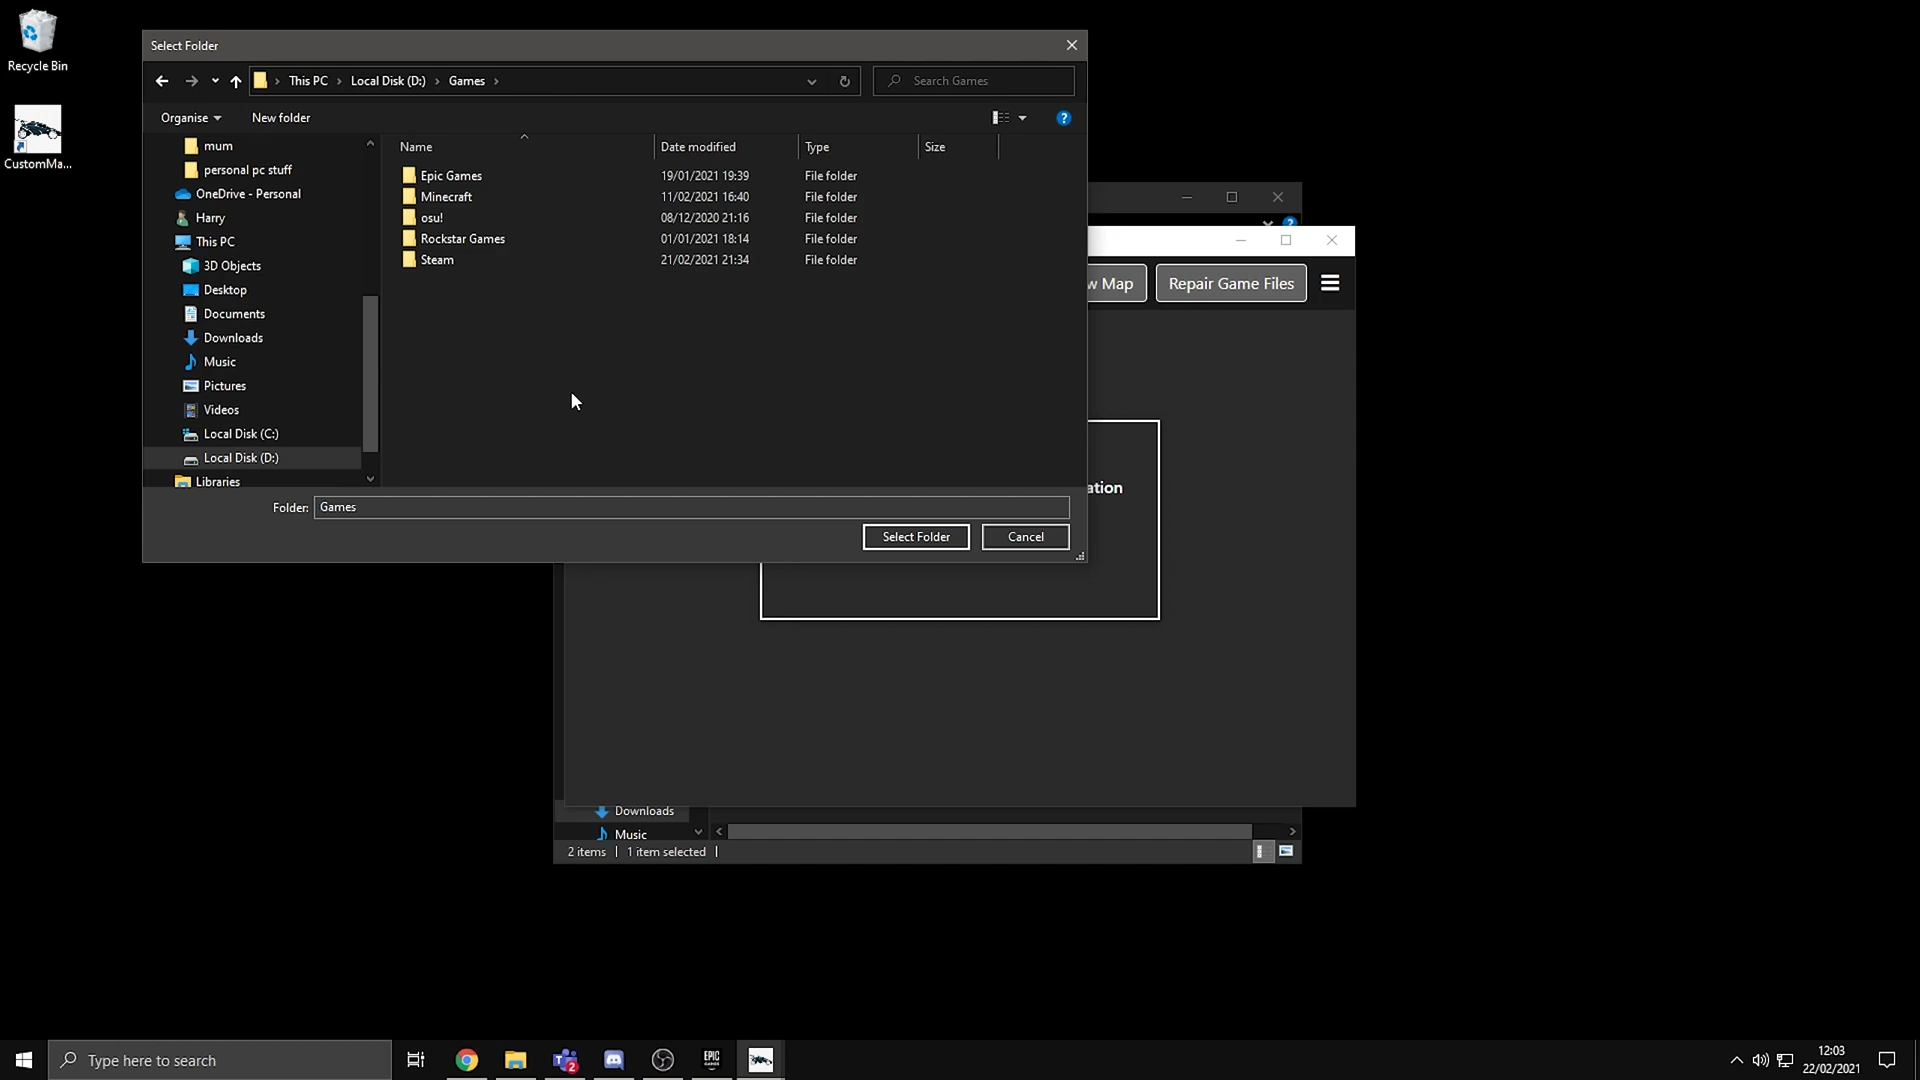 Recycle Bin
CustomMa...
Select Folder
This PC
Local Disk (D:)
Games
Search Games
Organise
New folder
?
mum
personal pc stuff
OneDrive - Personal
Harry
This PC
3D Objects
Desktop
Documents
Downloads
Music
Pictures
Videos
Local Disk (C:)
Local Disk (D:)
Libraries
Name Date modified Type Size
Epic Games 19/01/2021 19:39 File folder
Minecraft 11/02/2021 16:40 File folder
osu! 08/12/2020 21:16 File folder
Rockstar Games 01/01/2021 18:14 File folder
Steam 21/02/2021 21:34 File folder
Folder: Games
Select Folder Cancel
?
w Map Repair Game Files
ation
Downloads
Music
2 items 1 item selected
Type here to search
2
EPIC
GAMES
12:03
22/02/2021